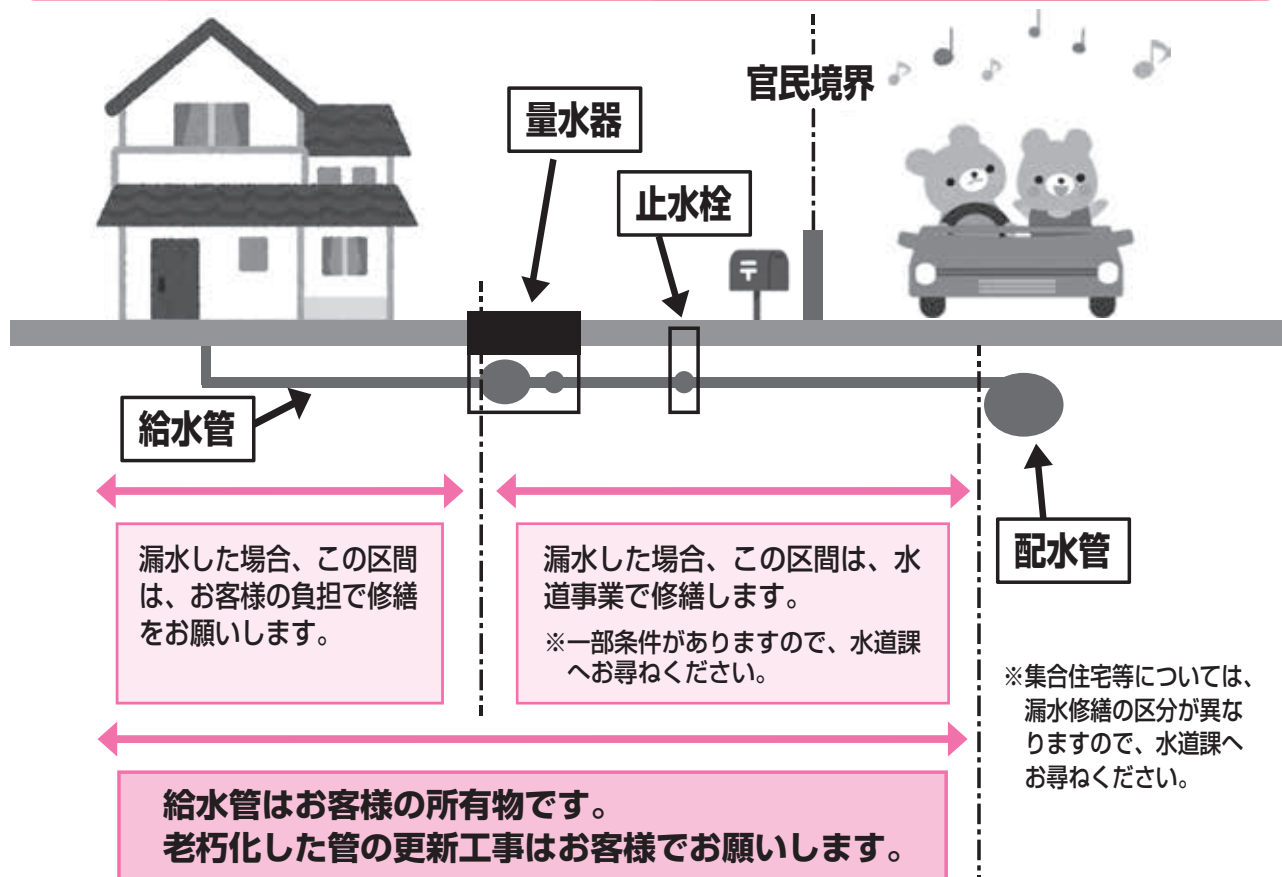 官民境界
量水器
止水栓
〒
給水管
配水管
漏水した場合、この区間
は、お客様の負担で修繕
をお願いします。
漏水した場合、この区間は、水
道事業で修繕します。
※一部条件がありますので、水道課
へお尋ねください。
※集合住宅等については、
漏水修繕の区分が異な
りますので、水道課へ
お尋ねください。
給水管はお客様の所有物です。
老朽化した管の更新工事はお客様でお願いします。